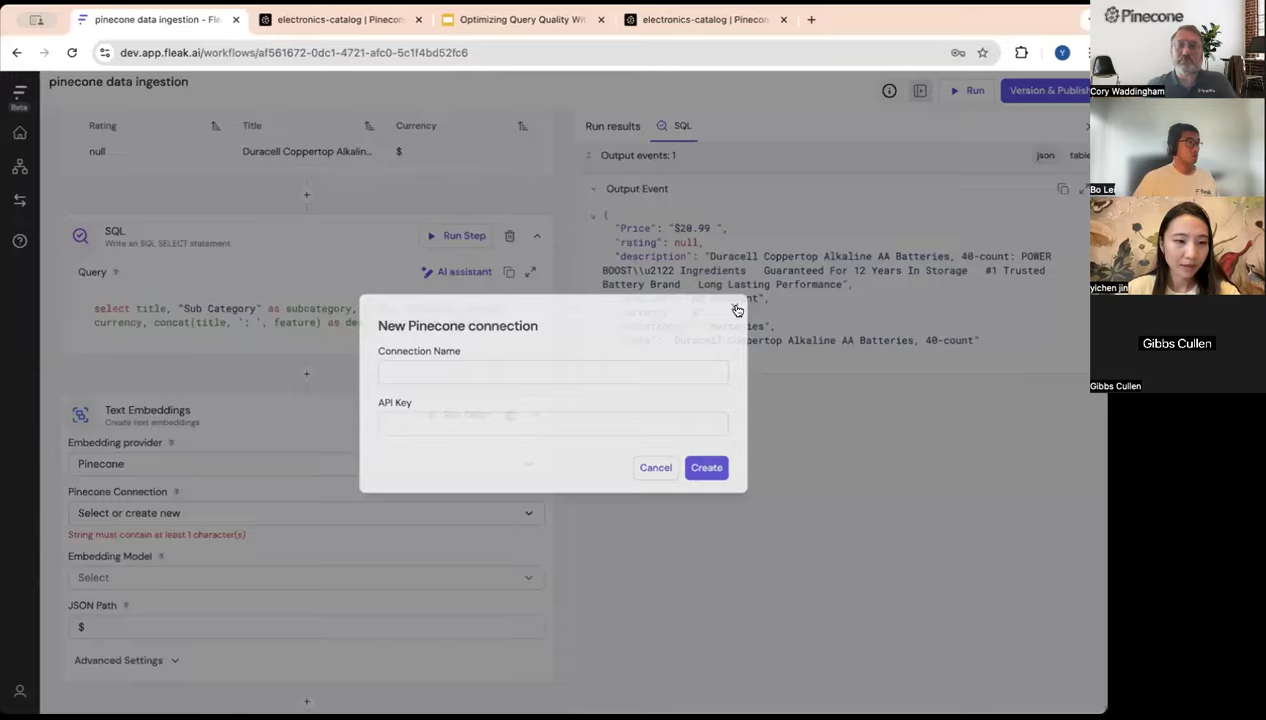 pinecone data ingestion - Fle
electronics-catalog | Pinecon
Optimizing Query Quality Wi
electronics-catalog | Pinecon
dev.app.fleak.ai/workflows/af561672-0dc1-4721-afc0-5c1f4bd52fc6
Y
Pinecone
Cory Waddingham
Bo Lei
yichen jin
Gibbs Cullen
Gibbs Cullen
Beta
pinecone data ingestion
Run
Version & Publish
Rating
Title
Currency
null
Duracell Coppertop Alkalin...
$
Run results
SQL
Output events: 1
json
table
Output Event
{
"Price": "$20.99 ",
"rating": null,
"description": "Duracell Coppertop Alkaline AA Batteries, 40-count: POWER
BOOST\\u2122 Ingredients Guaranteed For 12 Years In Storage #1 Trusted
Battery Brand Long Lasting Performance",
Batteries",
Duracell Coppertop Alkaline AA Batteries, 40-count"
SQL
Write an SQL SELECT statement
Run Step
Query
AI assistant
select title, "Sub Category" as subcategory,
currency, concat(title, ': ', feature) as de
Text Embeddings
Create text embeddings
Embedding provider
Pinecone
Pinecone Connection
Select or create new
String must contain at least 1 character(s)
Embedding Model
Select
JSON Path
$
Advanced Settings
New Pinecone connection
Connection Name
API Key
Cancel
Create